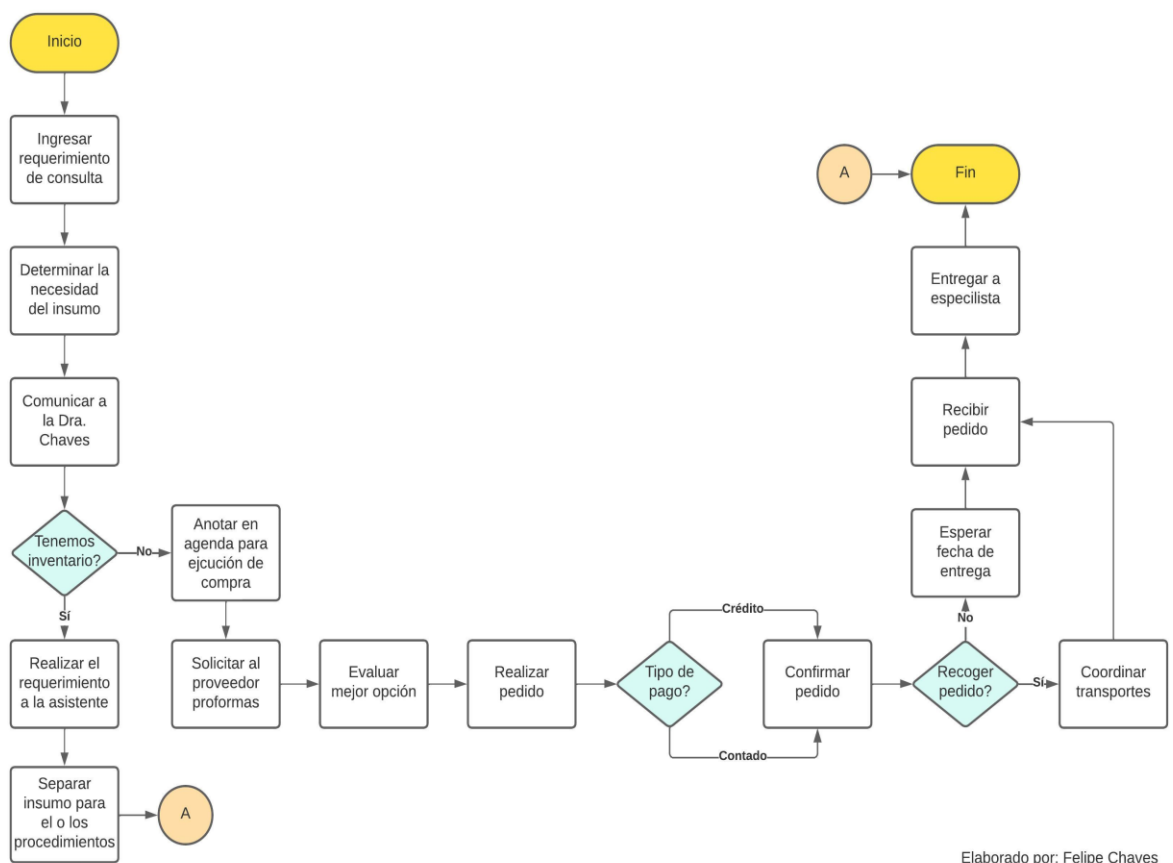 Inicio
Ingresar
requerimiento
de consulta
Determinar la
necesidad
del insumo
Comunicar a
la Dra.
Chaves
Tenemos
inventario?
No
Anotar en
agenda para
ejcución de
compra
Sí
Realizar el
requerimiento
a la asistente
Separar
insumo para
el o los
procedimientos
A
Solicitar al
proveedor
proformas
Evaluar
mejor opción
Realizar
pedido
Tipo de
pago?
Crédito
Contado
Confirmar
pedido
Recoger
pedido?
Sí
Coordinar
transportes
No
Esperar
fecha de
entrega
Recibir
pedido
Entregar a
especilista
A
Fin
Elaborado por: Felipe Chaves